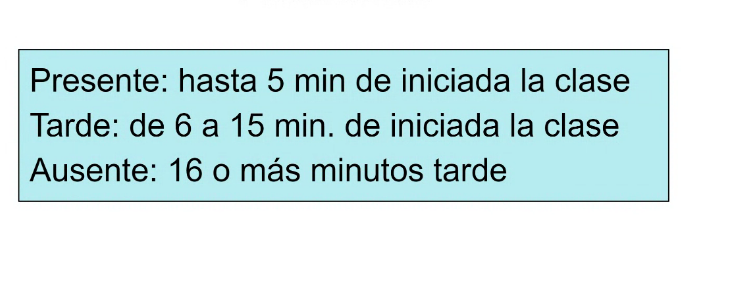 Presente: hasta 5 min de iniciada la clase
Tarde: de 6 a 15 min. de iniciada la clase
Ausente: 16 o más minutos tarde